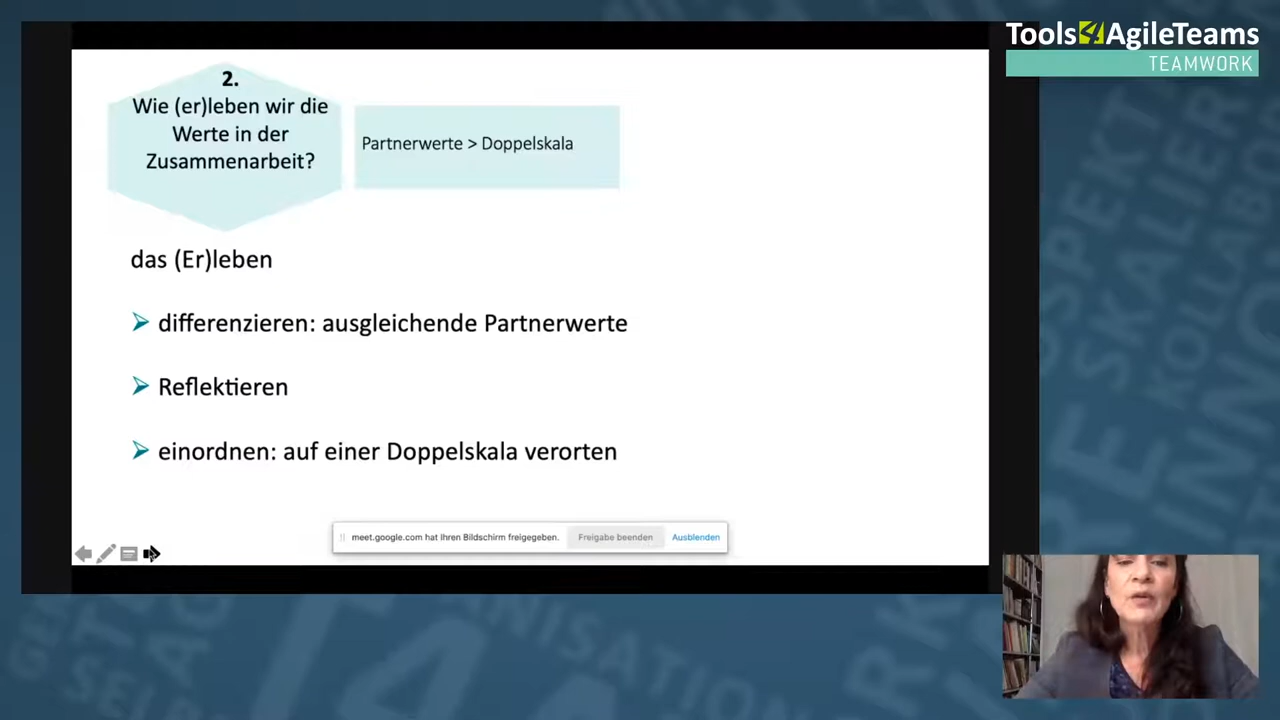 Tools4AgileTeams
TEAMWORK
2.
Wie (er)leben wir die
Werte in der
Zusammenarbeit?
Partnerwerte > Doppelskala
das (Er)leben
differenzieren: ausgleichende Partnerwerte
Reflektieren
einordnen: auf einer Doppelskala verorten
meet.google.com hat Ihren Bildschirm freigegeben.
Freigabe beenden
Ausblenden